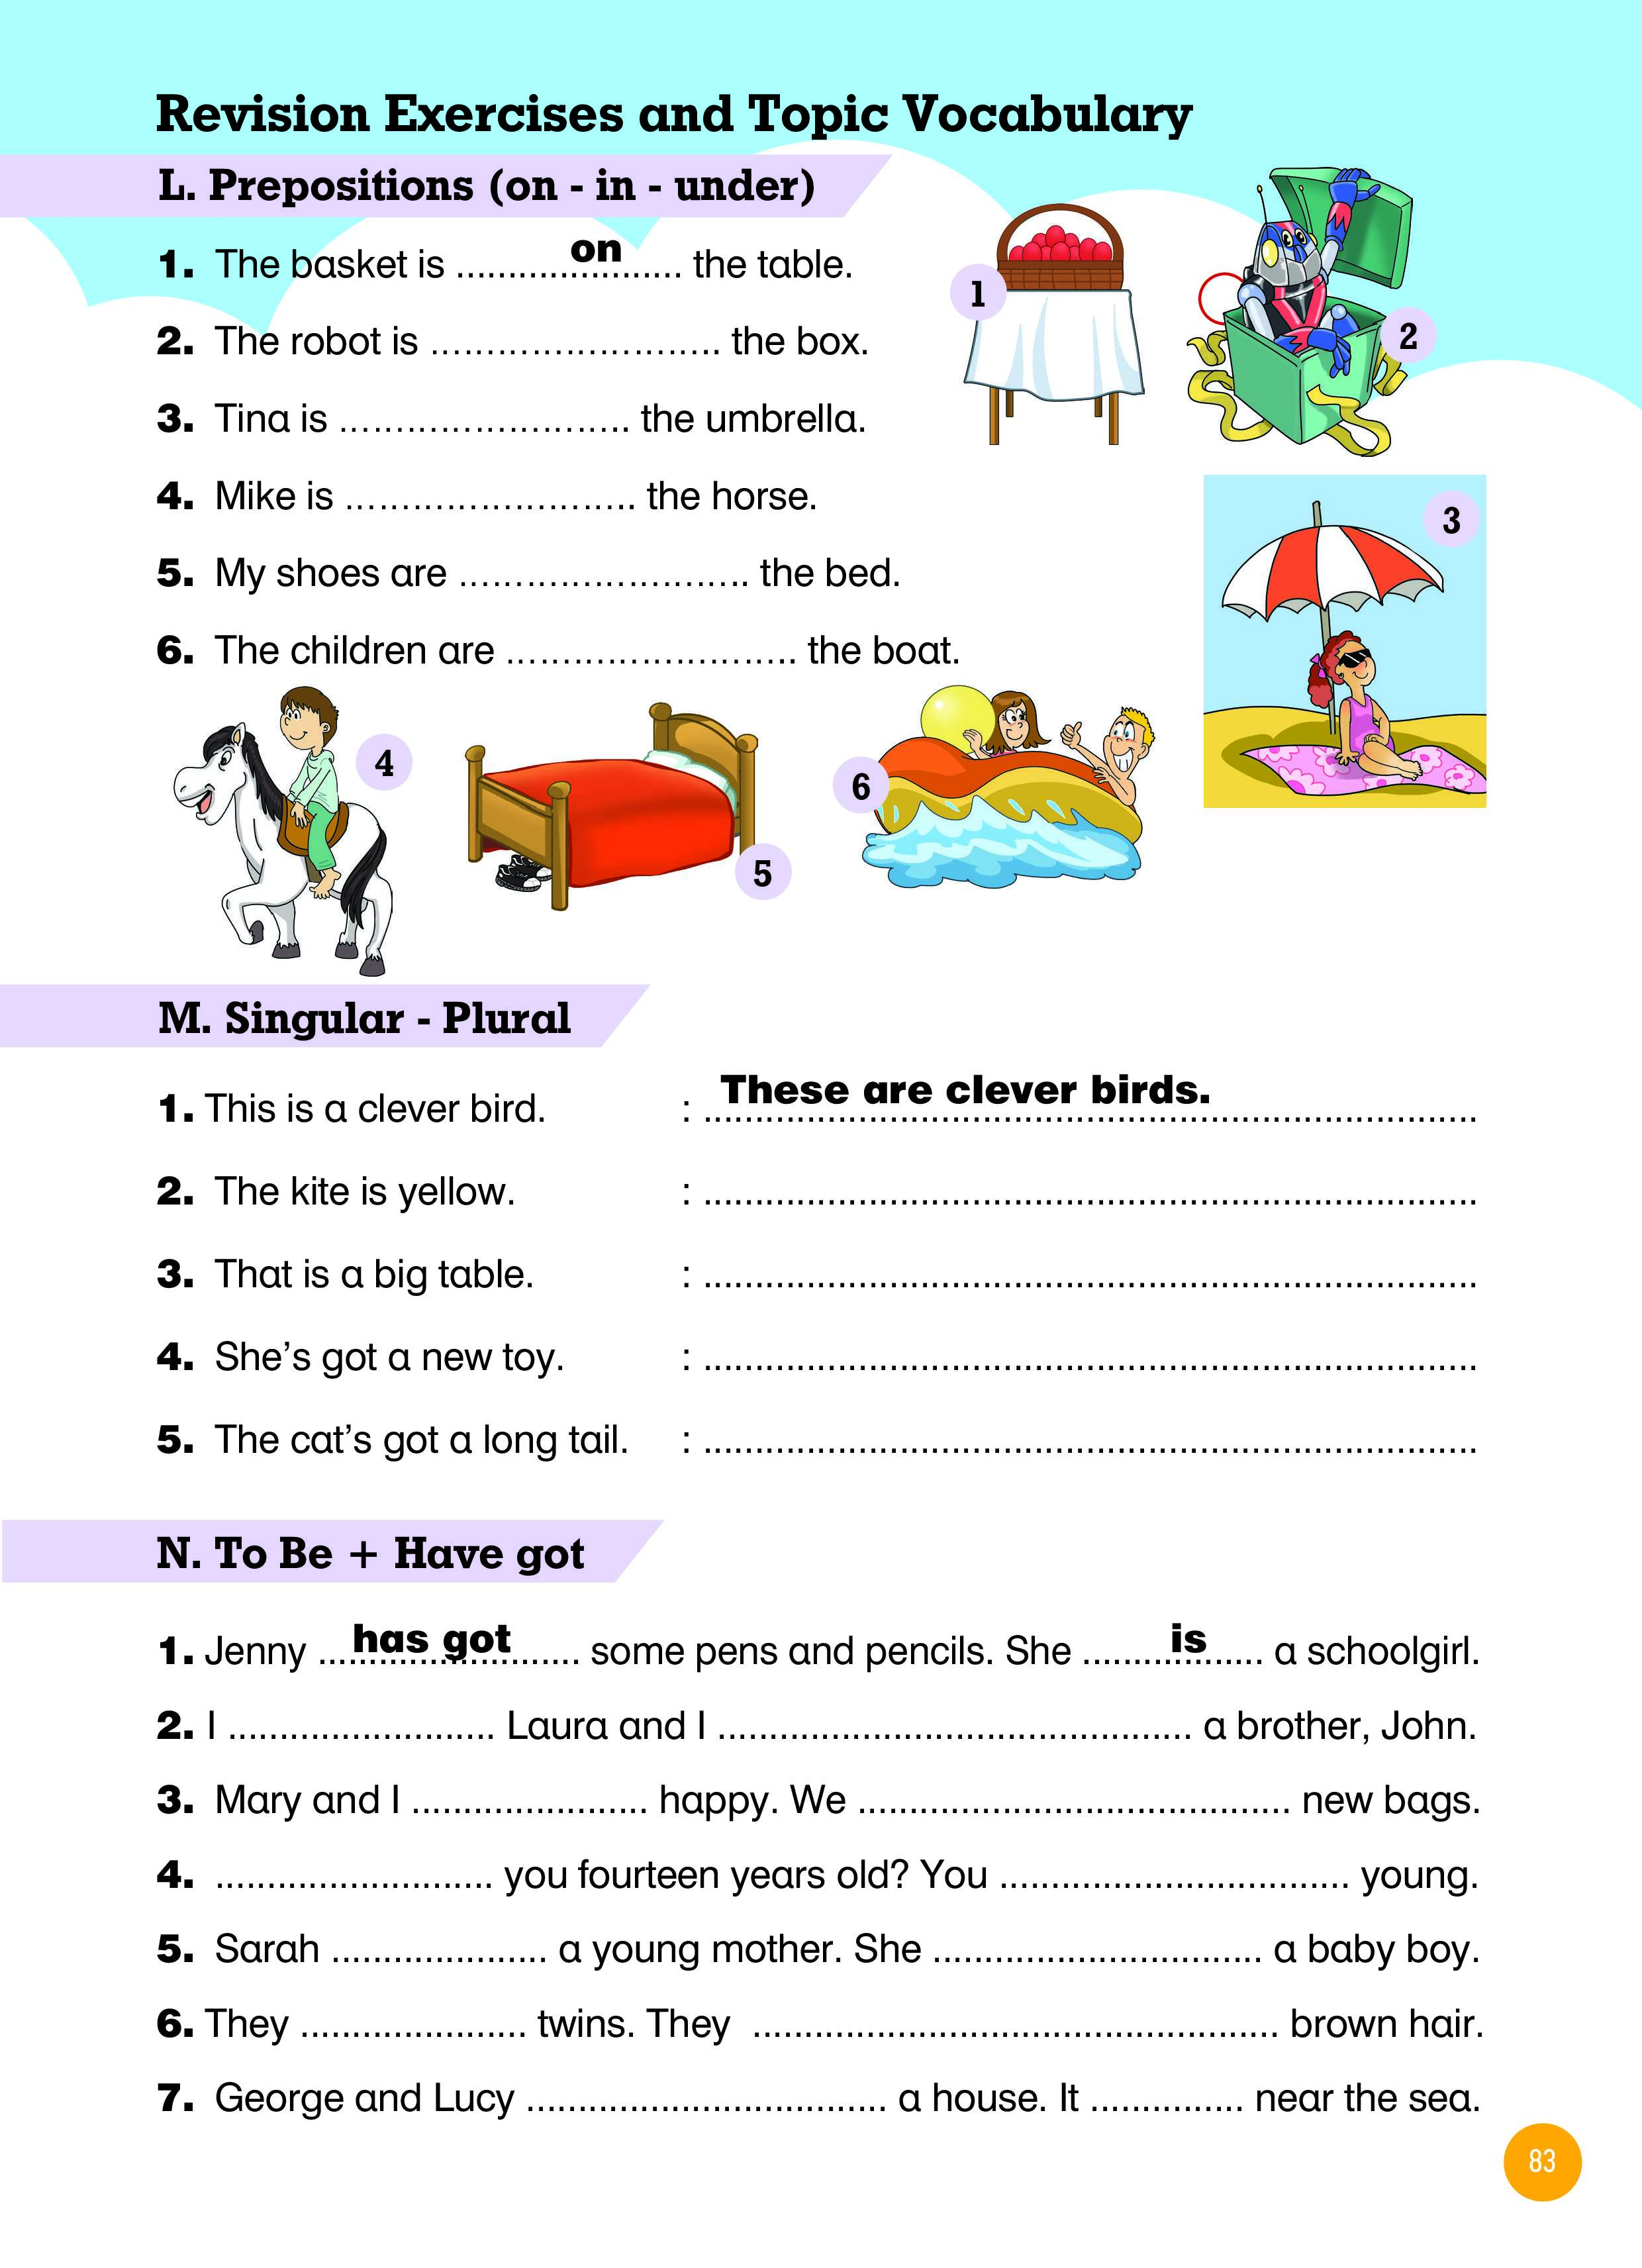 Revision Exercises and Topic Vocabulary
L. Prepositions (on - in - under)
1. The basket is ......................on the table.
2. The robot is .......................... the box.
3. Tina is .......................... the umbrella.
4. Mike is .......................... the horse.
5. My shoes are .......................... the bed.
6. The children are .......................... the boat.
1
2
3
4
5
6
M. Singular - Plural
1. This is a clever bird. : These are clever birds.
2. The kite is yellow. : ...........................................................................
3. That is a big table. : ...........................................................................
4. She's got a new toy. : ...........................................................................
5. The cat's got a long tail. : ...........................................................................
N. To Be + Have got
1. Jenny ... has got ....... some pens and pencils. She ........ is ..... a schoolgirl.
2. I .......................... Laura and I .............................................. a brother, John.
3. Mary and I ....................... happy. We .......................................... new bags.
4. ........................... you fourteen years old? You .................................. young.
5. Sarah ..................... a young mother. She ................................ a baby boy.
6. They ...................... twins. They ................................................... brown hair.
7. George and Lucy ................................... a house. It ............... near the sea.
83